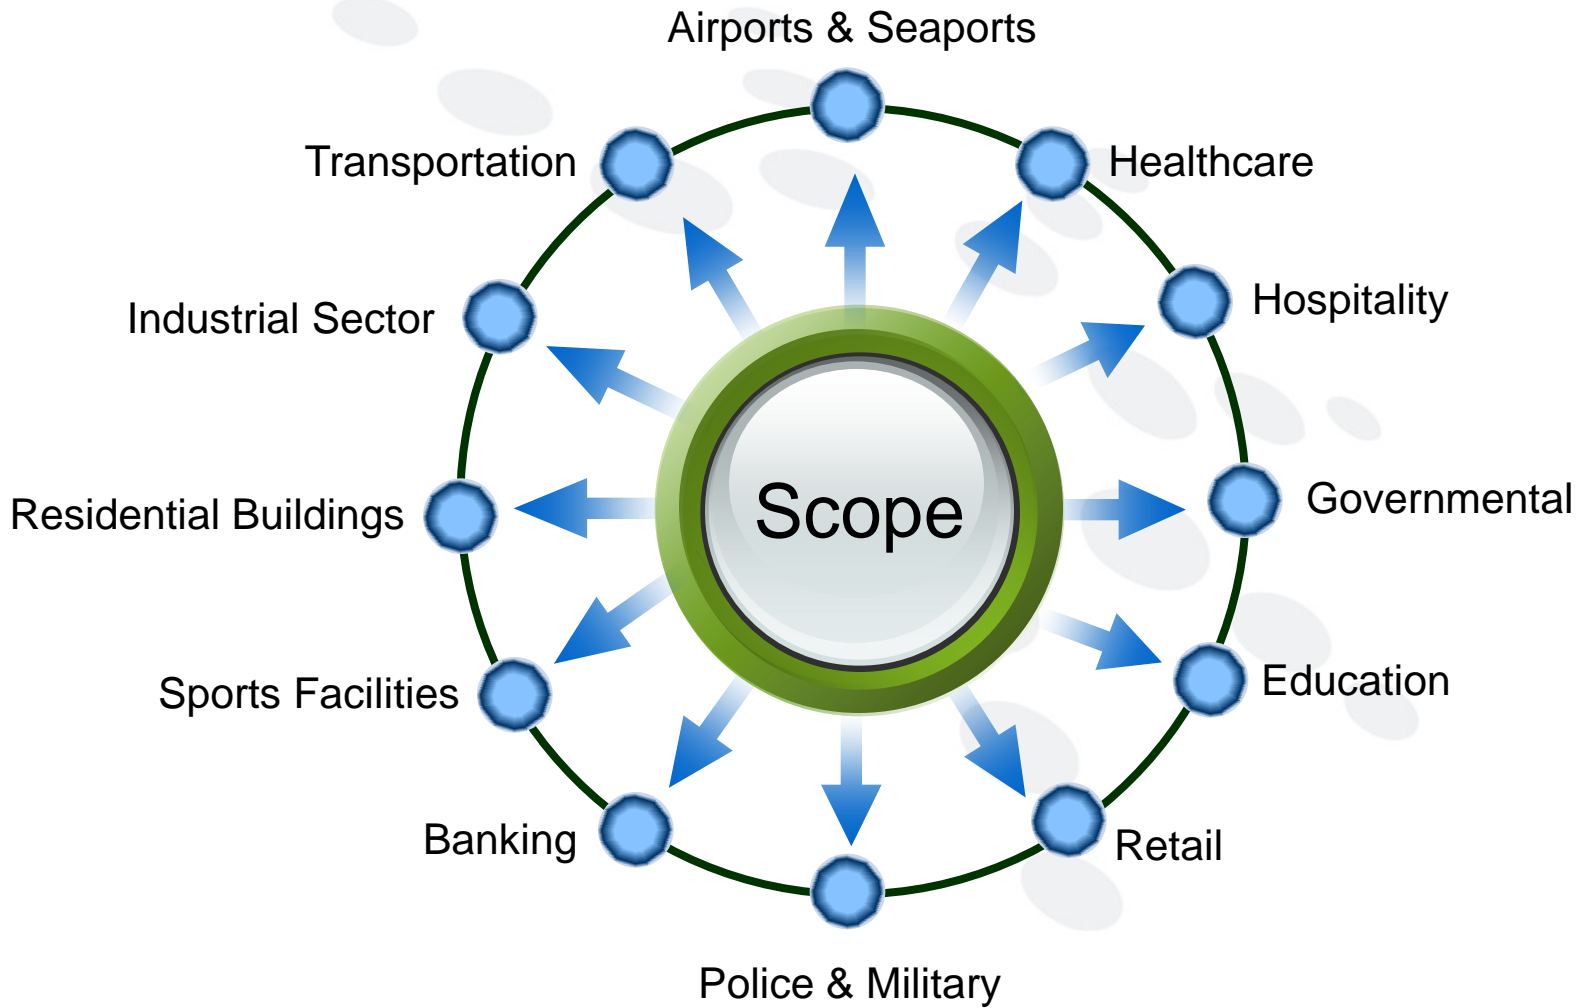 Airports & Seaports
Transportation
Healthcare
Industrial Sector
Hospitality
Residential Buildings
Scope
Governmental
Sports Facilities
Education
Banking
Retail
Police & Military